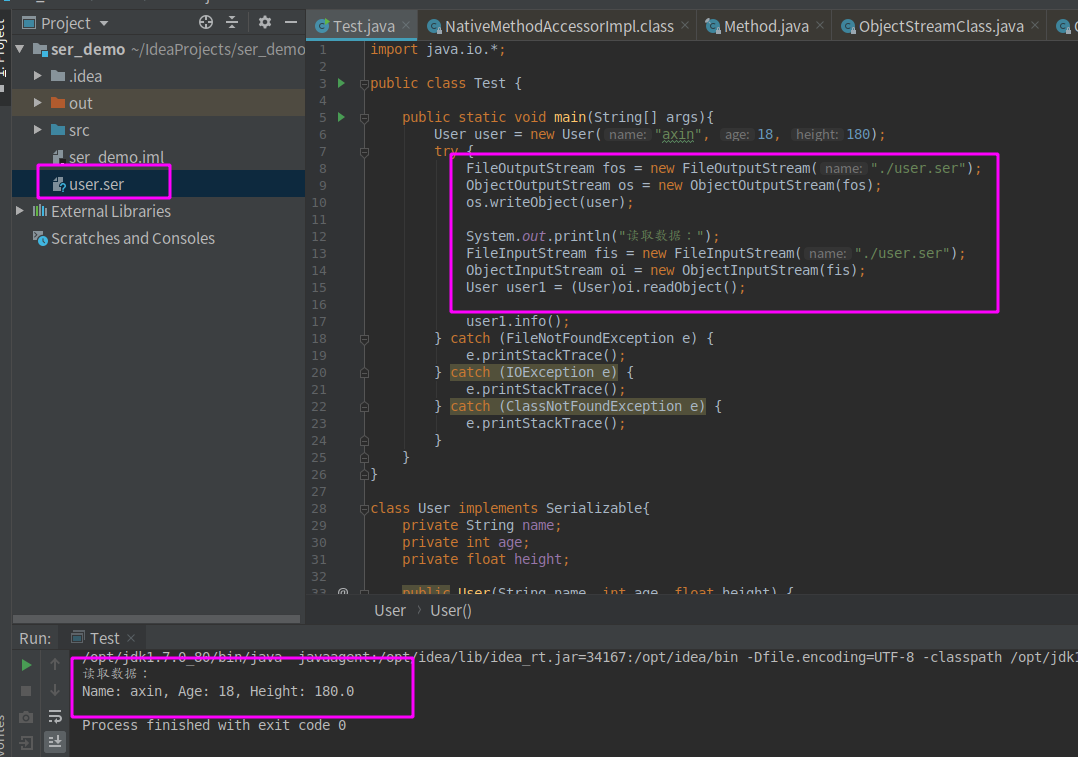 Project
Test.java
NativeMethodAccessorImpl.class
Method.java
ObjectStreamClass.java
ser_demo ~/IdeaProjects/ser_demo
.idea
out
src
ser_demo.iml
user.ser
External Libraries
Scratches and Consoles
1 import java.io.*;
2
3 public class Test {
4
5 public static void main(String[] args){
6 User user = new User( name: "axin", age: 18, height: 180);
7 try {
8 FileOutputStream fos = new FileOutputStream( name: "./user.ser");
9 ObjectOutputStream os = new ObjectOutputStream(fos);
10 os.writeObject(user);
11
12 System.out.println("读取数据：");
13 FileInputStream fis = new FileInputStream( name: "./user.ser");
14 ObjectInputStream oi = new ObjectInputStream(fis);
15 User user1 = (User)oi.readObject();
16
17 user1.info();
18 } catch (FileNotFoundException e) {
19 e.printStackTrace();
20 } catch (IOException e) {
21 e.printStackTrace();
22 } catch (ClassNotFoundException e) {
23 e.printStackTrace();
24 }
25 }
26 }
27
28 class User implements Serializable{
29 private String name;
30 private int age;
31 private float height;
32
33 @ public User(String name, int age, float height) {
User › User()
Run: Test
/opt/jdk1.7.0_80/bin/java -javaagent:/opt/idea/lib/idea_rt.jar=34167:/opt/idea/bin -Dfile.encoding=UTF-8 -classpath /opt/jdk1
读取数据：
Name: axin, Age: 18, Height: 180.0
Process finished with exit code 0